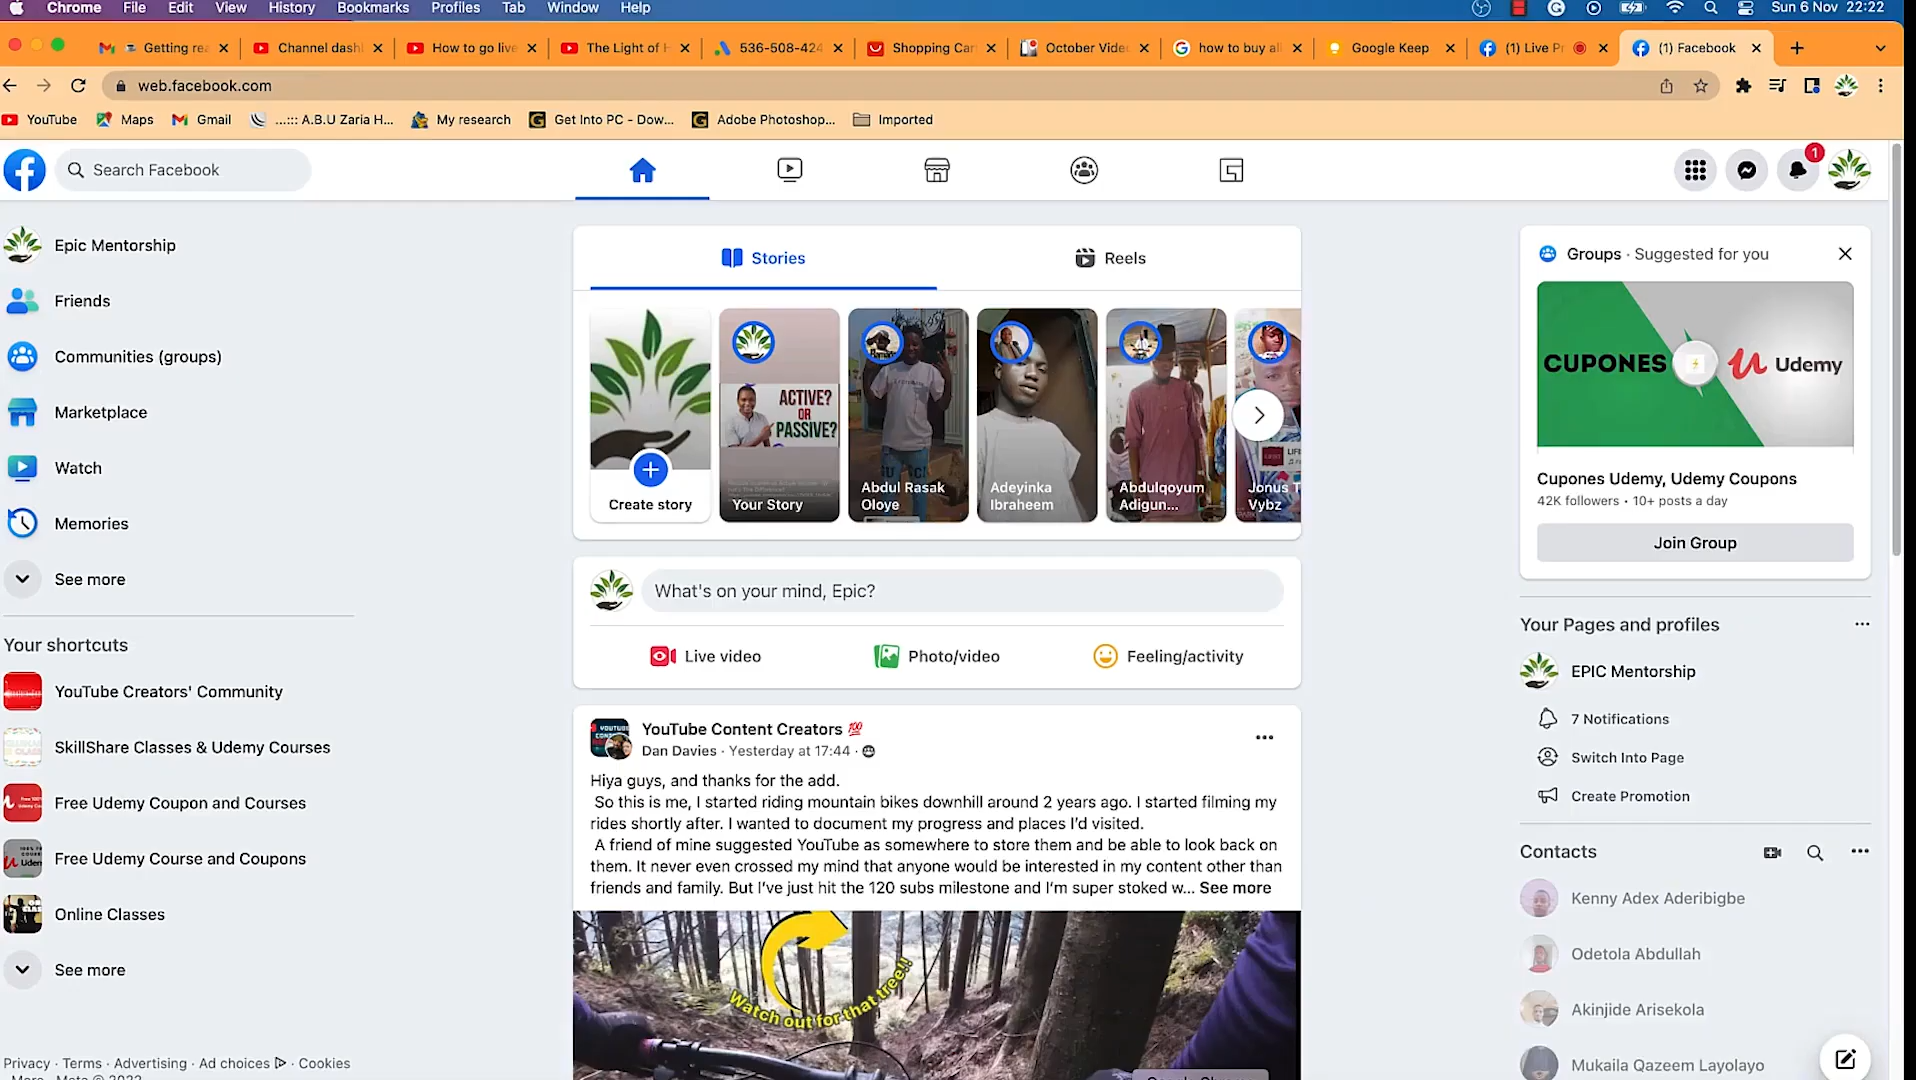 Chrome File Edit View History Bookmarks Profiles Tab Window Help Sun 6 Nov 22:22
Getting re Channel dash How to go live The Light of H 536-508-424 Shopping Car October Vide how to buy ali Google Keep (1) Live Pr (1) Facebook
web.facebook.com
YouTube Maps Gmail ...::: A.B.U Zaria H... My research Get Into PC - Dow... Adobe Photoshop... Imported
Search Facebook
1
Epic Mentorship
Friends
Communities (groups)
Marketplace
Watch
Memories
See more
Your shortcuts
YouTube Creators' Community
SkillShare Classes & Udemy Courses
Free Udemy Coupon and Courses
Free Udemy Course and Coupons
Online Classes
See more
Privacy · Terms · Advertising · Ad choices · Cookies
· More · Meta © 2022
Stories
Reels
Create story
ACTIVE?
OR
PASSIVE?
Your Story
Abdul Rasak
Oloye
Adeyinka
Ibraheem
Abdulqoyum
Adigun...
Jonus T
Vybz
What's on your mind, Epic?
Live video
Photo/video
Feeling/activity
YouTube Content Creators 💯
Dan Davies · Yesterday at 17:44 ·
Hiya guys, and thanks for the add.
So this is me, I started riding mountain bikes downhill around 2 years ago. I started filming my
rides shortly after. I wanted to document my progress and places I'd visited.
A friend of mine suggested YouTube as somewhere to store them and be able to look back on
them. It never even crossed my mind that anyone would be interested in my content other than
friends and family. But I've just hit the 120 subs milestone and I'm super stoked w... See more
Watch out for that tree!!
Groups · Suggested for you
CUPONES
Udemy
Cupones Udemy, Udemy Coupons
42K followers • 10+ posts a day
Join Group
Your Pages and profiles
EPIC Mentorship
7 Notifications
Switch Into Page
Create Promotion
Contacts
Kenny Adex Aderibigbe
Odetola Abdullah
Akinjide Arisekola
Mukaila Qazeem Layolayo